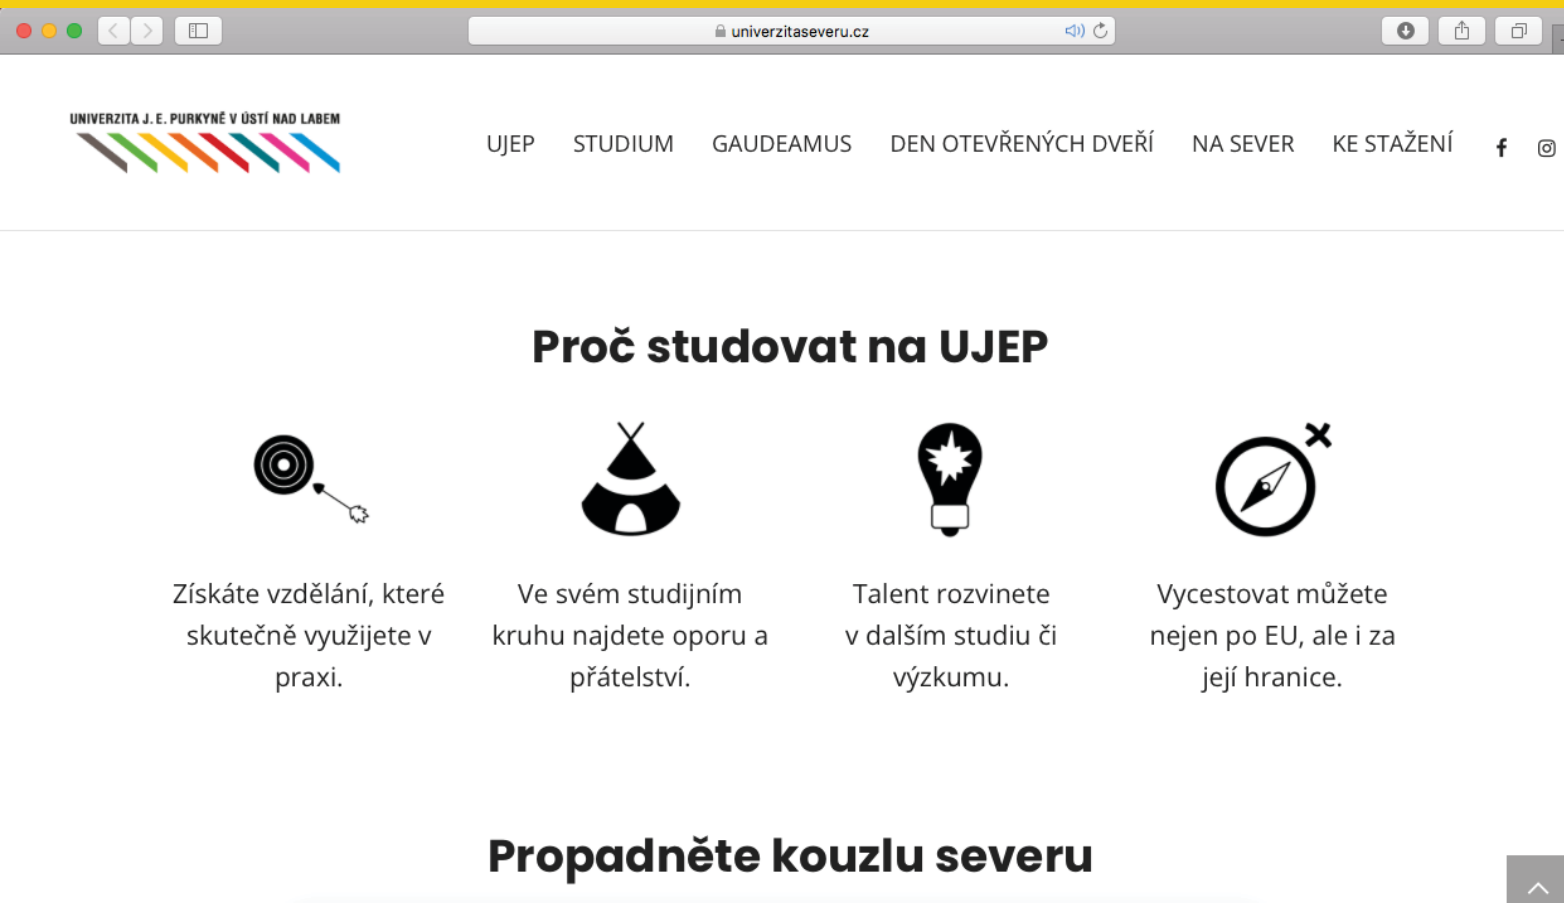 univerzitaseveru.cz
UNIVERZITA J. E. PURKYNĚ V ÚSTÍ NAD LABEM
UJEP STUDIUM GAUDEAMUS DEN OTEVŘENÝCH DVEŘÍ NA SEVER KE STAŽENÍ
Proč studovat na UJEP
Získáte vzdělání, které
skutečně využijete v
praxi.
Ve svém studijním
kruhu najdete oporu a
přátelství.
Talent rozvinete
v dalším studiu či
výzkumu.
Vycestovat můžete
nejen po EU, ale i za
její hranice.
Propadněte kouzlu severu